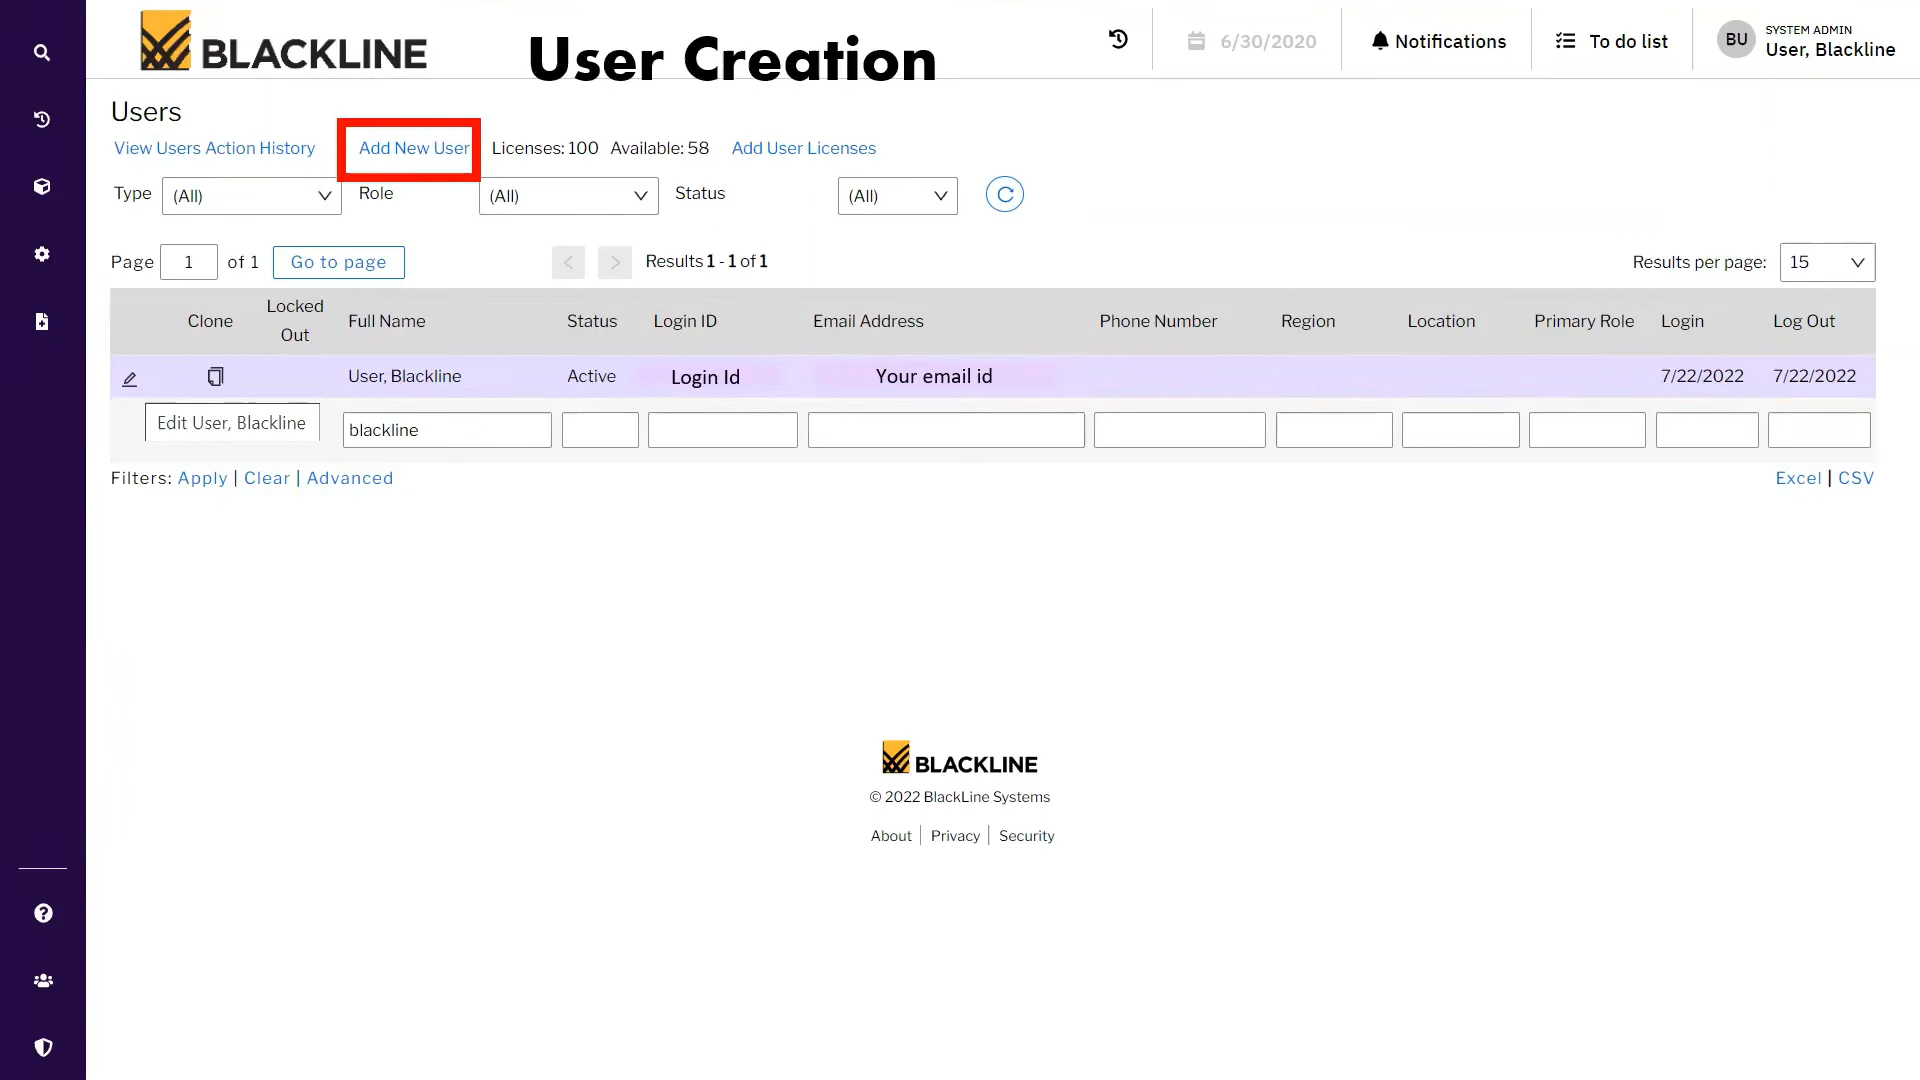 BLACKLINE
User Creation
6/30/2020
Notifications
To do list
BU
SYSTEM ADMIN
User, Blackline
Users
View Users Action History Add New User Licenses: 100 Available: 58 Add User Licenses
Type (All) Role (All) Status (All)
Page 1 of 1 Go to page < > Results 1 - 1 of 1 Results per page: 15
Clone Locked Out Full Name Status Login ID Email Address Phone Number Region Location Primary Role Login Log Out
User, Blackline Active Login Id Your email id 7/22/2022 7/22/2022
Edit User, Blackline blackline
Filters: Apply | Clear | Advanced Excel | CSV
BLACKLINE
© 2022 BlackLine Systems
About | Privacy | Security